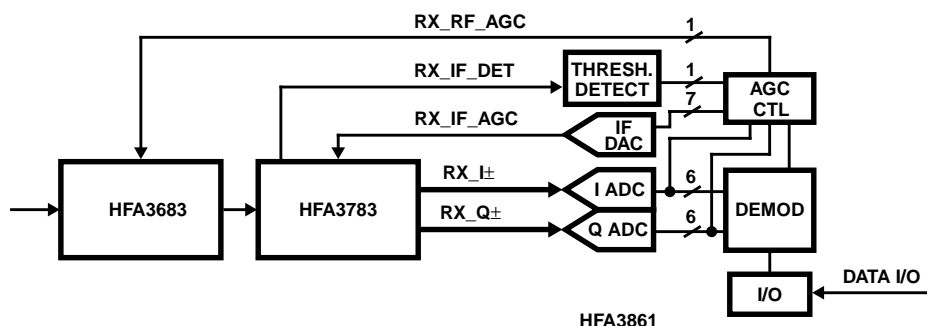 RX_RF_AGC
1
RX_IF_DET
THRESH.
DETECT
1
AGC
CTL
RX_IF_AGC
IF
DAC
7
HFA3683
HFA3783
RX_I±
I ADC
6
RX_Q±
Q ADC
6
DEMOD
I/O
DATA I/O
HFA3861